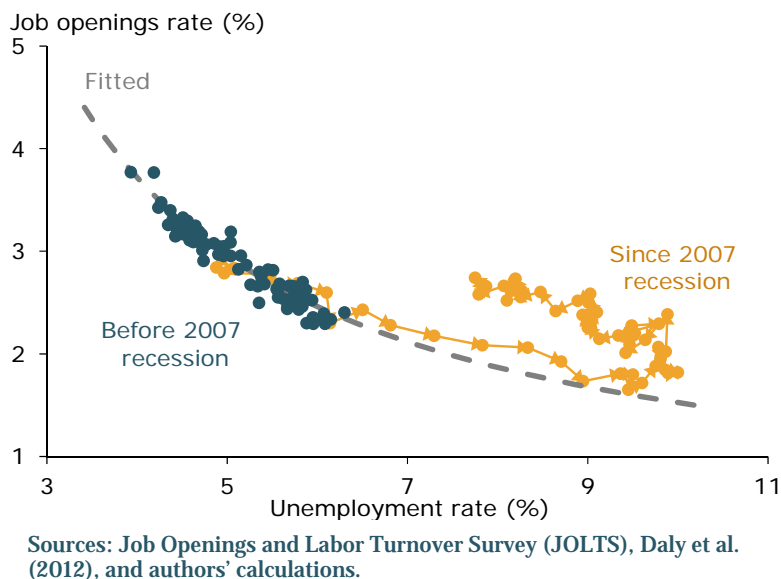 Job openings rate (%)
5
Fitted
4
3
Since 2007
recession
Before 2007
recession
2
1
3
5
7
9
11
Unemployment rate (%)
Sources: Job Openings and Labor Turnover Survey (JOLTS), Daly et al.
(2012), and authors' calculations.